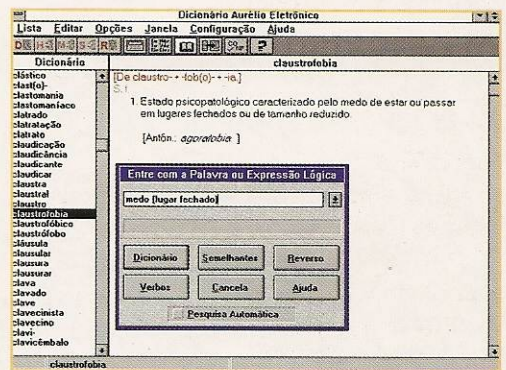 Dicionário Aurélio Eletrônico
Lista Editar Opções Janela Configuração Ajuda
Dicionário
claustrofobia
clástico
clast(o)-
clastomania
clastomaníaco
clatrado
clatratação
clatrato
claudicação
claudicância
claudicante
claudicar
claustra
claustral
claustro
claustrofobia
claustrofóbico
claustrófobo
cláusula
clausular
clausura
clausurar
clava
clavado
clave
clavecinista
clavecino
clavi-
clavicêmbalo
[De claustro- + -fob(o)- + -ia.]
S. f.
1. Estado psicopatológico caracterizado pelo medo de estar ou passar
em lugares fechados ou de tamanho reduzido.
[Antôn.: agorafobia.]
Entre com a Palavra ou Expressão Lógica
medo [lugar fechado]
Dicionário Semelhantes Reverso
Verbos Cancela Ajuda
Pesquisa Automática
claustrofobia